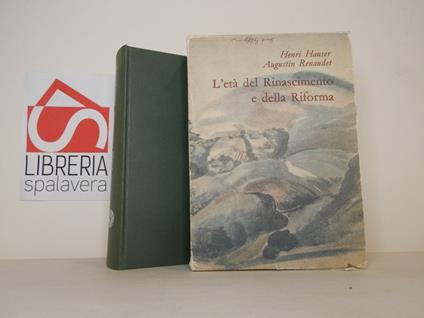 Henri Hauser
Augustin Renaudet
L'età del Rinascimento
e della Riforma
LIBRERIA
spalavera